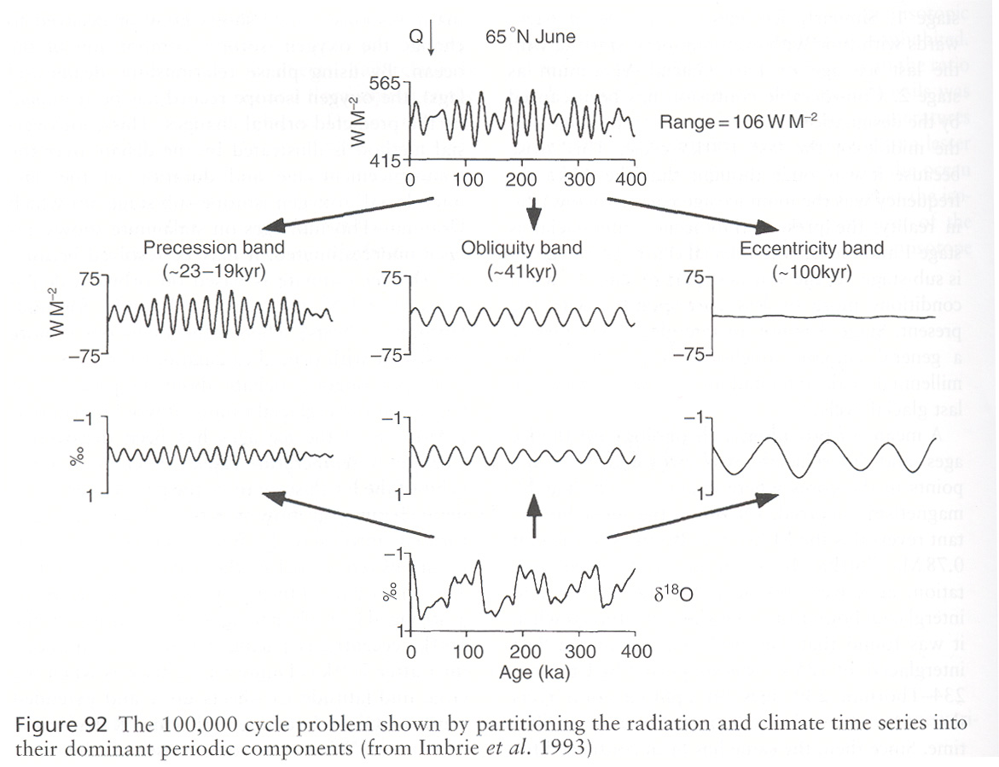 Q 65 °N June
565
W M–2
415
Range = 106 W M–2
0 100 200 300 400
Precession band
(~23–19kyr)
Obliquity band
(~41kyr)
Eccentricity band
(~100kyr)
75
W M–2
–75
75
–75
75
–75
–1
‰
1
–1
1
–1
1
–1
‰
1
δ18O
0 100 200 300 400
Age (ka)
Figure 92 The 100,000 cycle problem shown by partitioning the radiation and climate time series into
their dominant periodic components (from Imbrie et al. 1993)